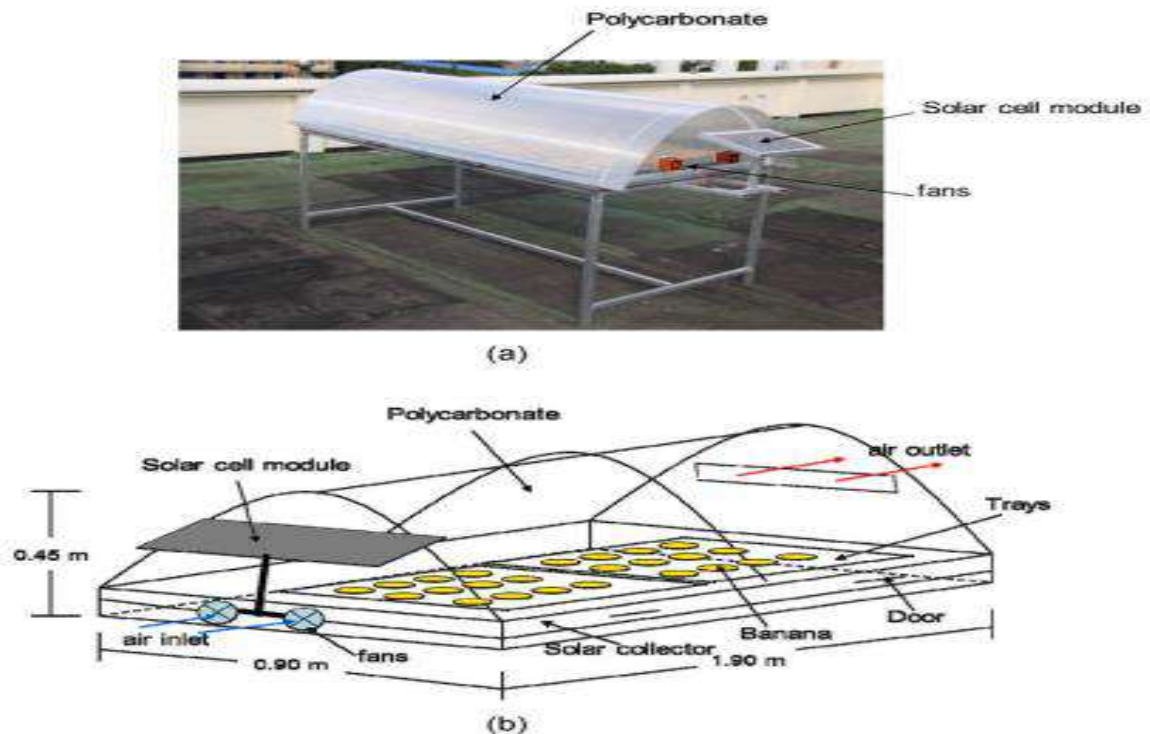 Polycarbonate
Solar cell module
fans
(a)
Polycarbonate
air outlet
Solar cell module
Trays
0.45 m
Door
Banana
air inlet
Solar collector
fans
1.90 m
0.90 m
(b)